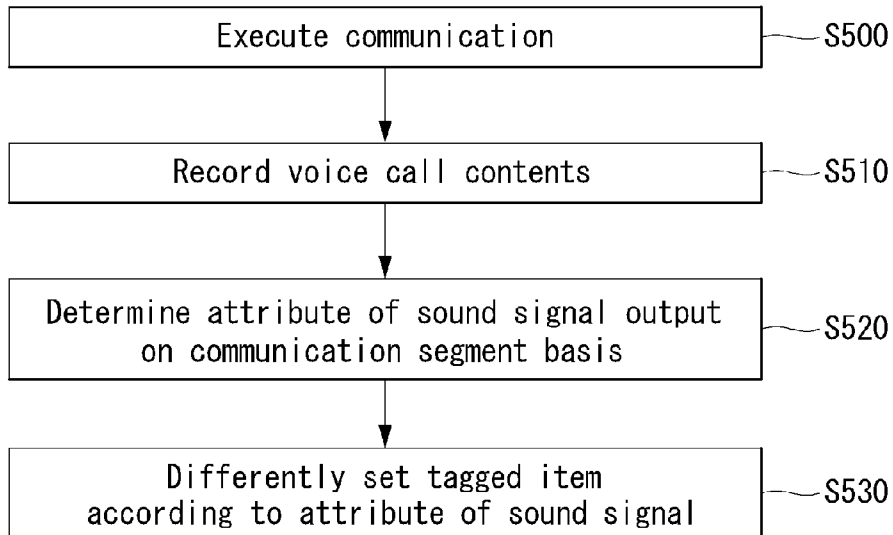 Execute communication
S500
Record voice call contents
S510
Determine attribute of sound signal output
on communication segment basis
S520
Differently set tagged item
according to attribute of sound signal
S530